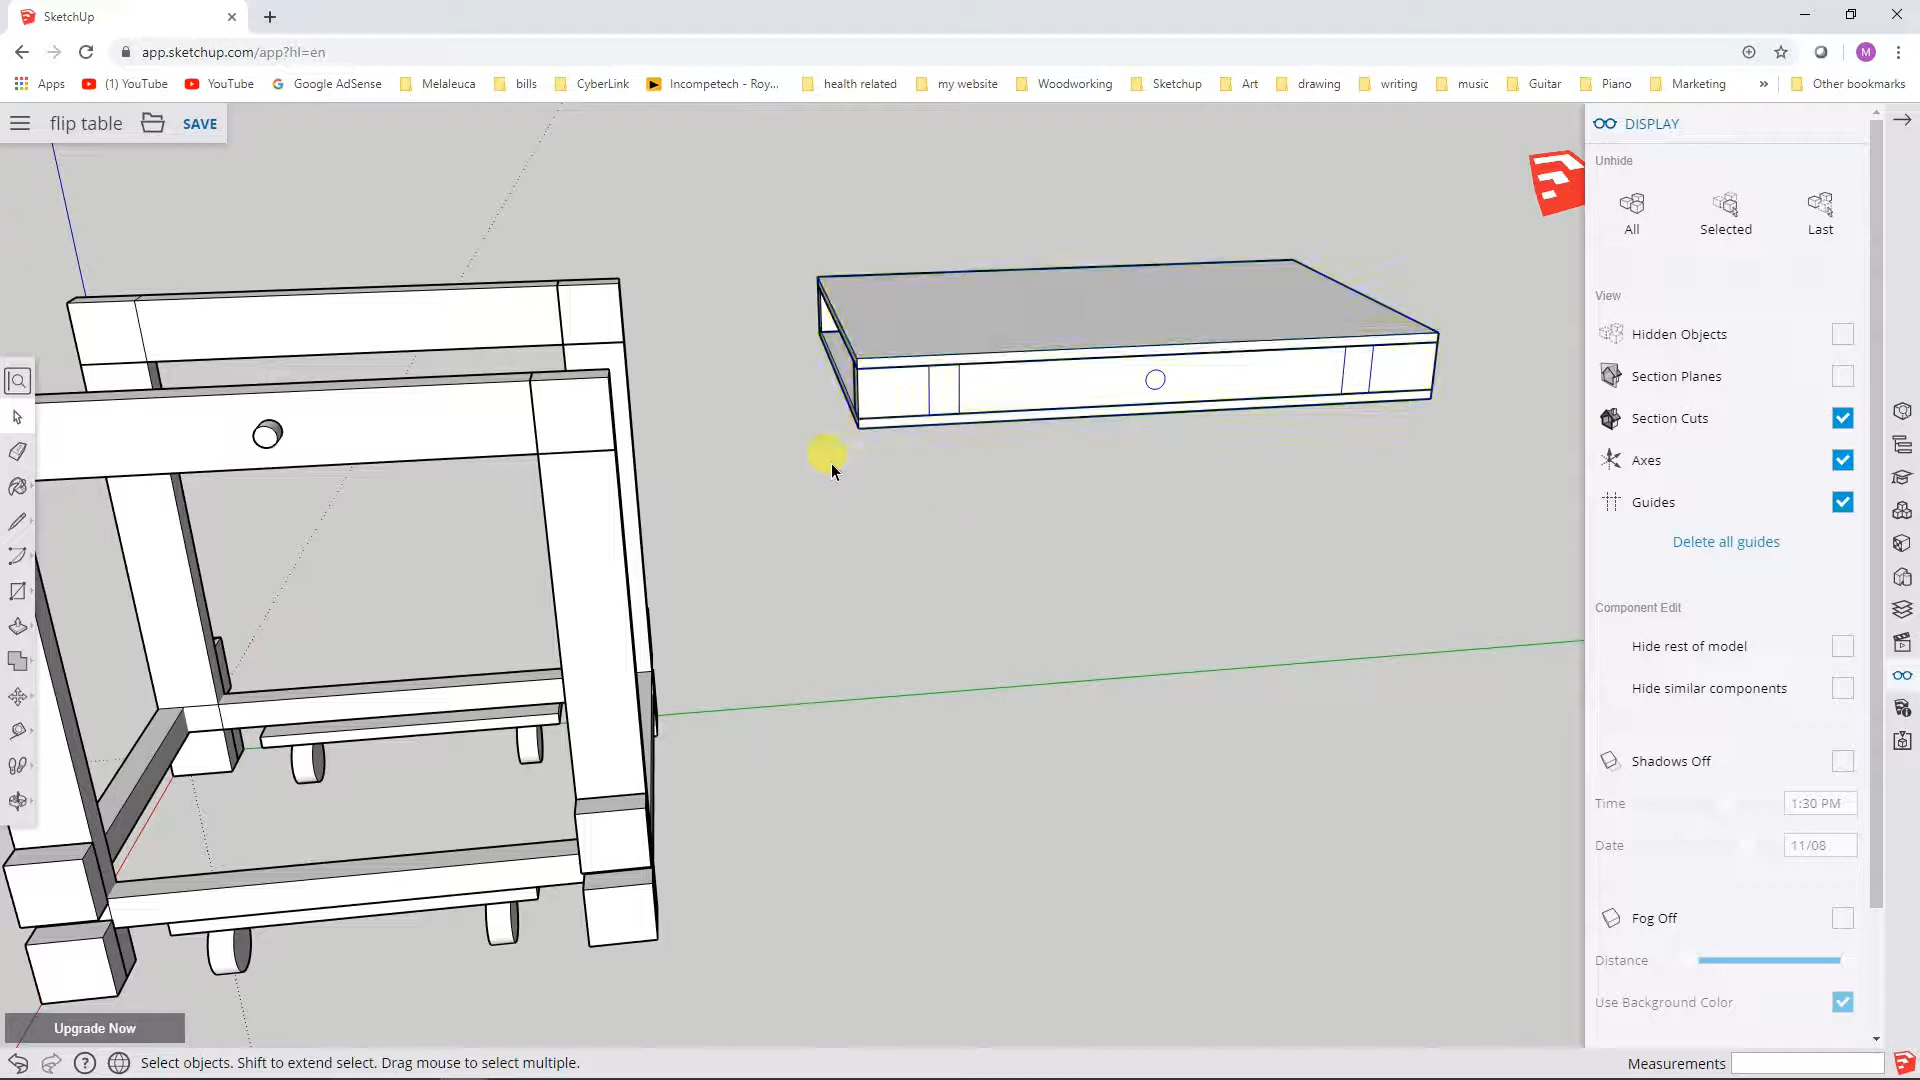 SketchUp
app.sketchup.com/app?hl=en
Apps (1) YouTube YouTube Google AdSense Melaleuca bills CyberLink Incompetech - Roy... health related my website Woodworking Sketchup Art drawing writing music Guitar Piano Marketing » Other bookmarks
M
flip table SAVE
DISPLAY
Unhide
All Selected Last
View
Hidden Objects
Section Planes
Section Cuts
Axes
Guides
Delete all guides
Component Edit
Hide rest of model
Hide similar components
Shadows Off
Time 1:30 PM
Date 11/08
Fog Off
Distance
Use Background Color
Upgrade Now
Select objects. Shift to extend select. Drag mouse to select multiple.
Measurements